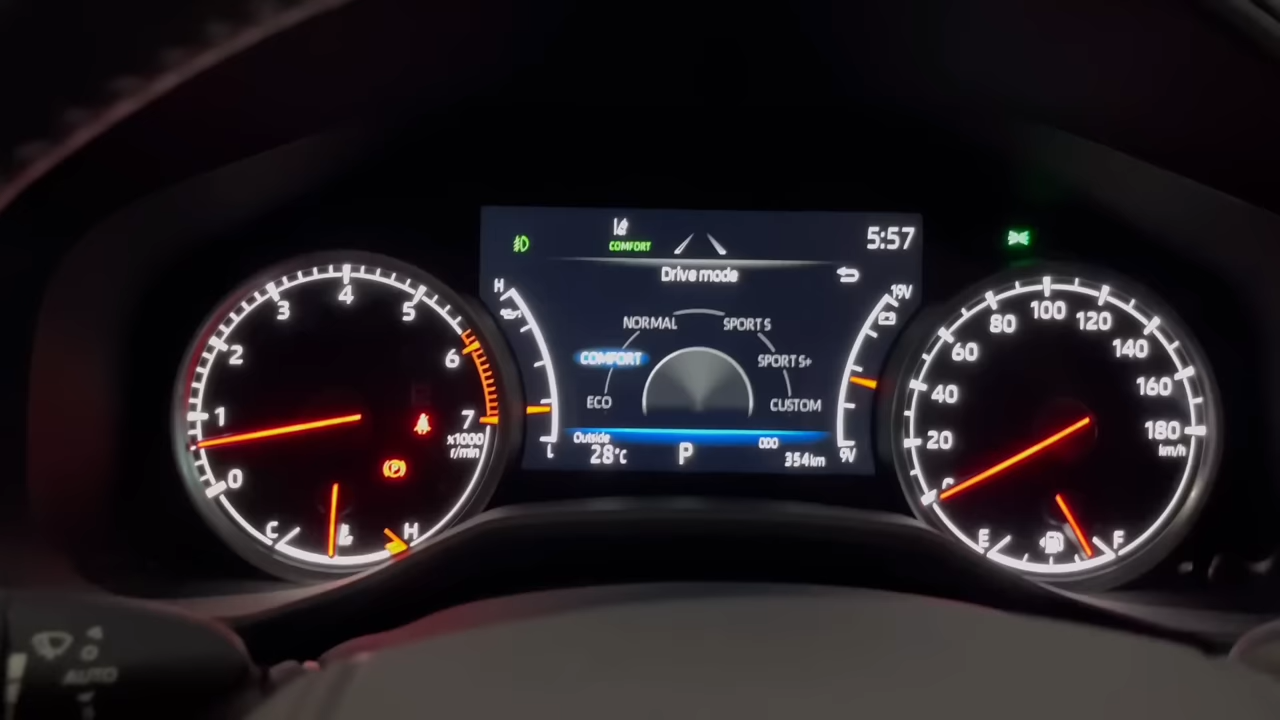 COMFORT
5:57
Drive mode
H
19V
NORMAL
SPORT S
COMFORT
SPORT S+
ECO
CUSTOM
Outside
28°C
P
000
354km
L
9V
0
1
2
3
4
5
6
7
x1000
r/min
C
H
P
0
20
40
60
80
100
120
140
160
180
km/h
E
F
AUTO